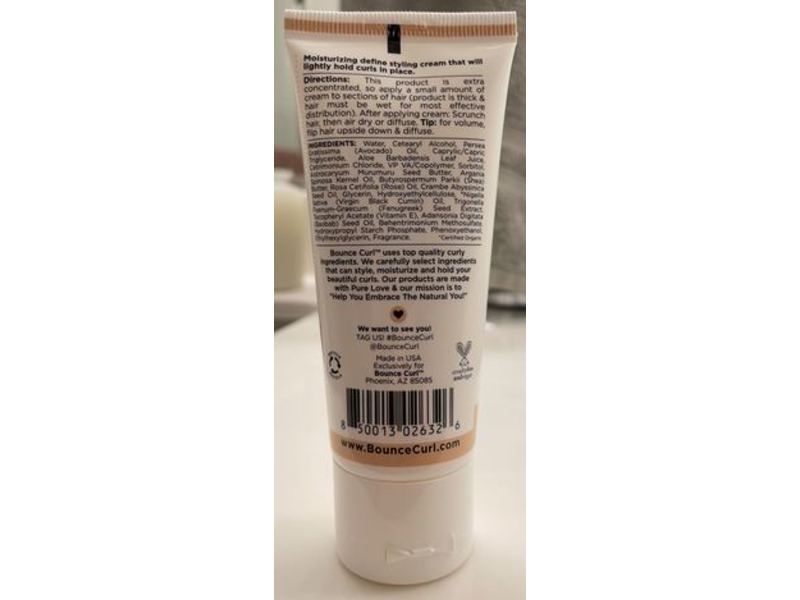 Moisturizing define styling cream that will
lightly hold curls in place.
Directions: This product is extra
concentrated, so apply a small amount of
cream to sections of hair (product is thick &
hair must be wet for most effective
distribution). After applying cream: Scrunch
hair, then air dry or diffuse. Tip: for volume,
flip hair upside down & diffuse.
INGREDIENTS: Water, Cetearyl Alcohol, Persea
Gratissima (Avocado) Oil, Caprylic/Capric
Triglyceride, Aloe Barbadensis Leaf Juice,
Cetrimonium Chloride, VP VA/Copolymer, Sorbitol,
Astrocaryum Murumuru Seed Butter, Argania
Spinosa Kernel Oil, Butyrospermum Parkii (Shea)
Butter, Rosa Cetifolia (Rose) Oil, Crambe Abyssinica
Seed Oil, Glycerin, Hydroxyethylcellulose, *Nigella
Sativa (Virgin Black Cumin) Oil, Trigonella
Foenum-Graecum (Fenugreek) Seed Extract,
Tocopheryl Acetate (Vitamin E), Adansonia Digitata
(Baobab) Seed Oil, Behentrimonium Methosulfate,
Hydroxypropyl Starch Phosphate, Phenoxyethanol,
Ethylhexylglycerin, Fragrance. *Certified Organic
Bounce Curl™ uses top quality curly
ingredients. We carefully select ingredients
that can style, moisturize and hold your
beautiful curls. Our products are made
with Pure Love & our mission is to
"Help You Embrace The Natural You!"
We want to see you!
TAG US! #BounceCurl
@BounceCurl
Made in USA
Exclusively for
Bounce Curl™
Phoenix, AZ 85085
8 50013 02632 6
www.BounceCurl.com